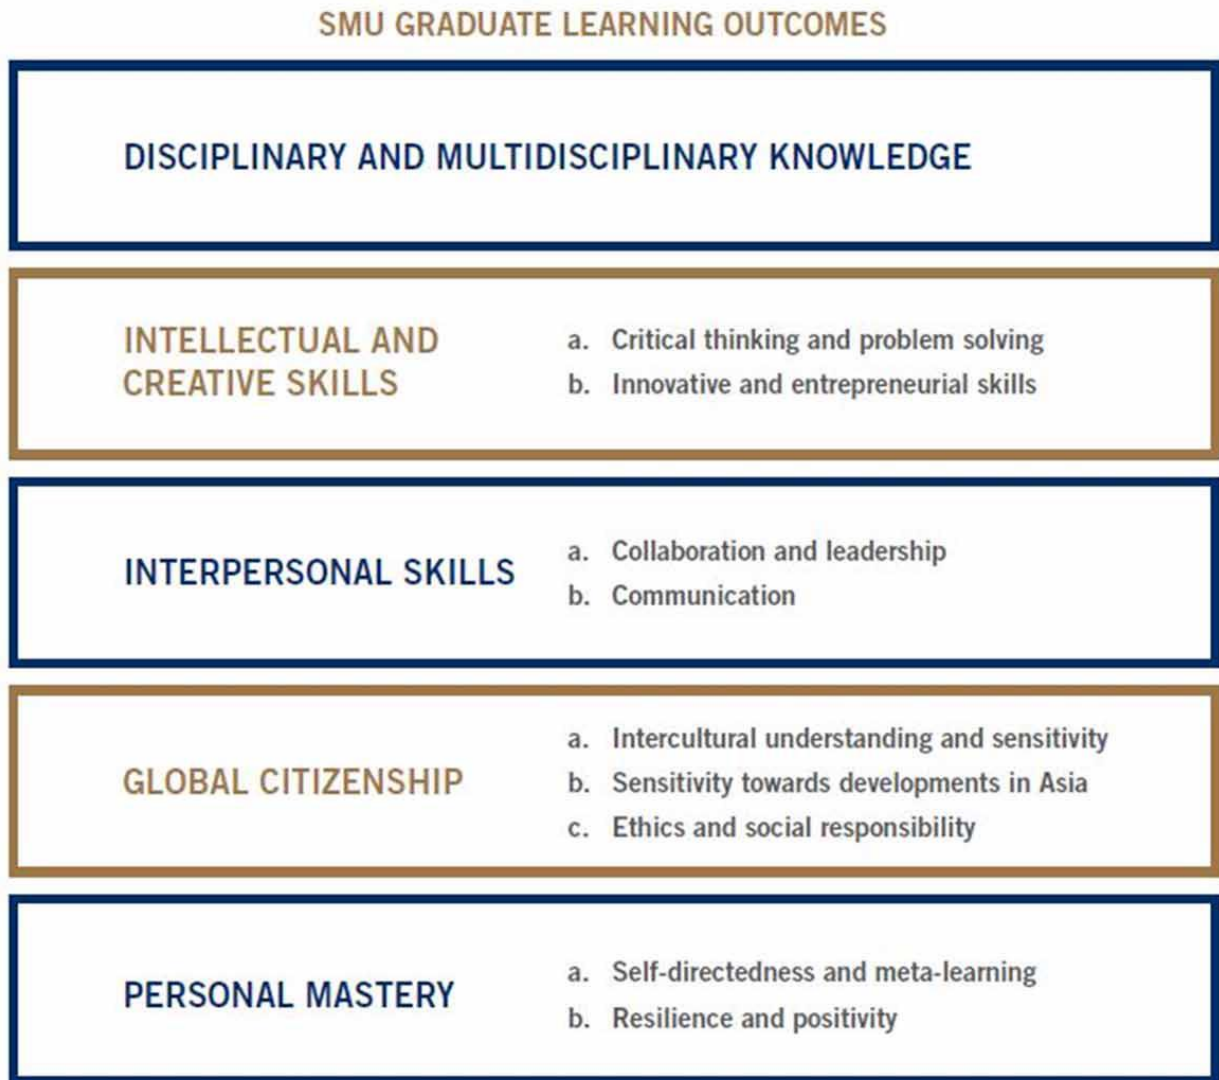 SMU GRADUATE LEARNING OUTCOMES
DISCIPLINARY AND MULTIDISCIPLINARY KNOWLEDGE
INTELLECTUAL AND
CREATIVE SKILLS
a. Critical thinking and problem solving
b. Innovative and entrepreneurial skills
INTERPERSONAL SKILLS
a. Collaboration and leadership
b. Communication
GLOBAL CITIZENSHIP
a. Intercultural understanding and sensitivity
b. Sensitivity towards developments in Asia
c. Ethics and social responsibility
PERSONAL MASTERY
a. Self-directedness and meta-learning
b. Resilience and positivity